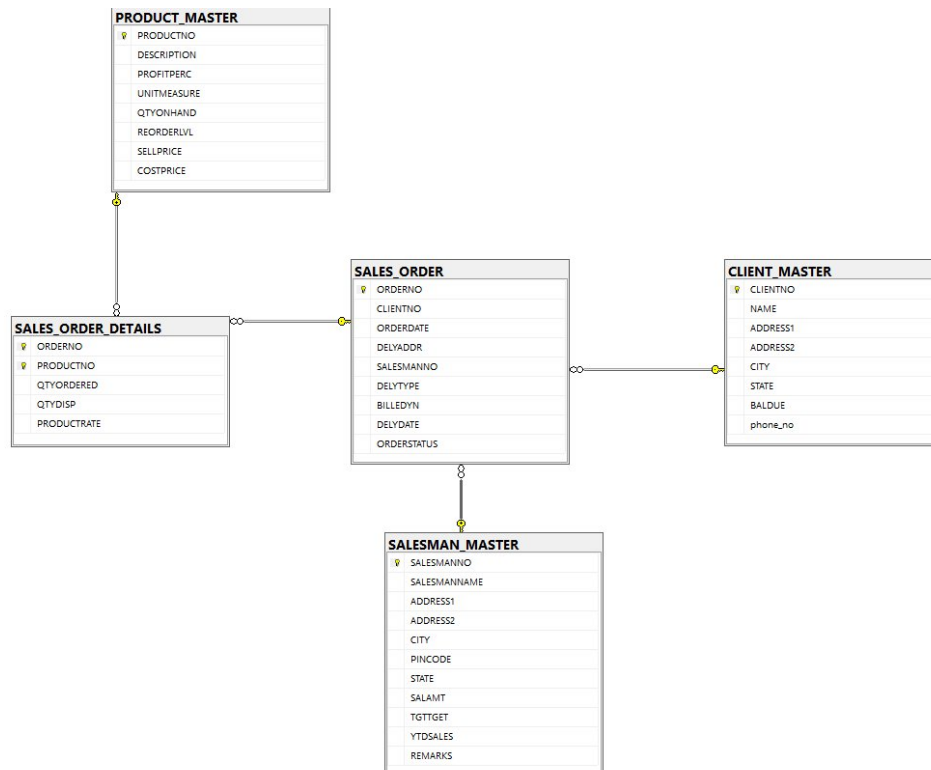 PRODUCT_MASTER
PRODUCTNO
DESCRIPTION
PROFITPERC
UNITMEASURE
QTYONHAND
REORDERLVL
SELLPRICE
COSTPRICE
SALES_ORDER_DETAILS
ORDERNO
PRODUCTNO
QTYORDERED
QTYDISP
PRODUCTRATE
SALES_ORDER
ORDERNO
CLIENTNO
ORDERDATE
DELYADDR
SALESMANNO
DELYTYPE
BILLEDYN
DELYDATE
ORDERSTATUS
CLIENT_MASTER
CLIENTNO
NAME
ADDRESS1
ADDRESS2
CITY
STATE
BALDUE
phone_no
SALESMAN_MASTER
SALESMANNO
SALESMANNAME
ADDRESS1
ADDRESS2
CITY
PINCODE
STATE
SALAMT
TGTTGET
YTDSALES
REMARKS